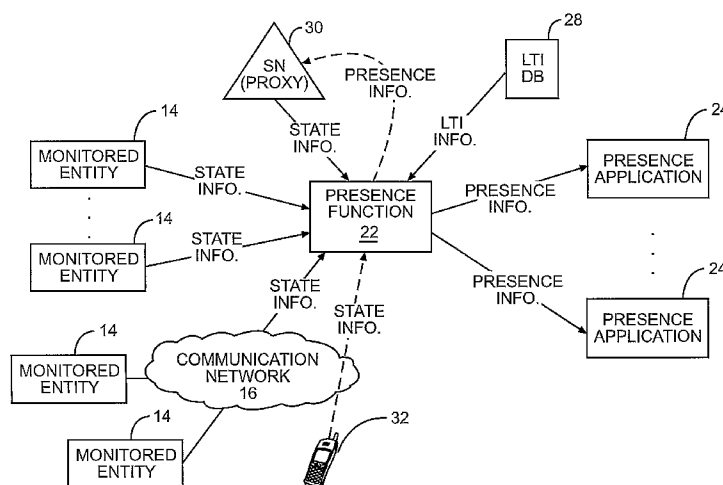 30
SN
(PROXY)
PRESENCE
INFO.
28
LTI
DB
STATE
INFO.
LTI
INFO.
14
MONITORED
ENTITY
STATE
INFO.
24
PRESENCE
APPLICATION
PRESENCE
FUNCTION
22
PRESENCE
INFO.
14
MONITORED
ENTITY
STATE
INFO.
PRESENCE
INFO.
24
PRESENCE
APPLICATION
STATE
INFO.
STATE
INFO.
14
MONITORED
ENTITY
COMMUNICATION
NETWORK
16
14
MONITORED
ENTITY
32